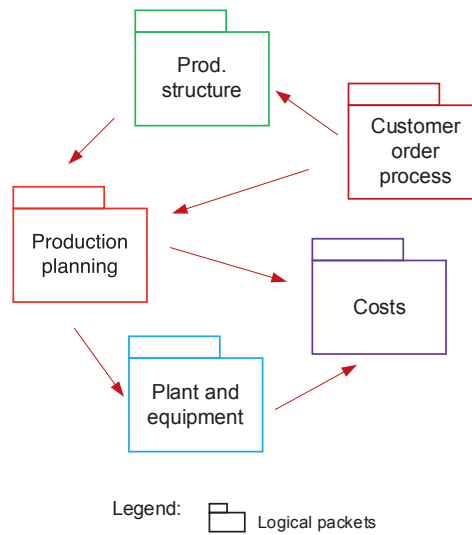 Prod.
structure
Customer
order
process
Production
planning
Costs
Plant and
equipment
Legend:
Logical packets